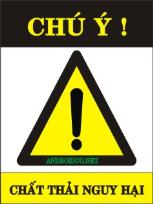 CHÚ Ý !
ANDROIDCO.NET
CHẤT THẢI NGUY HẠI